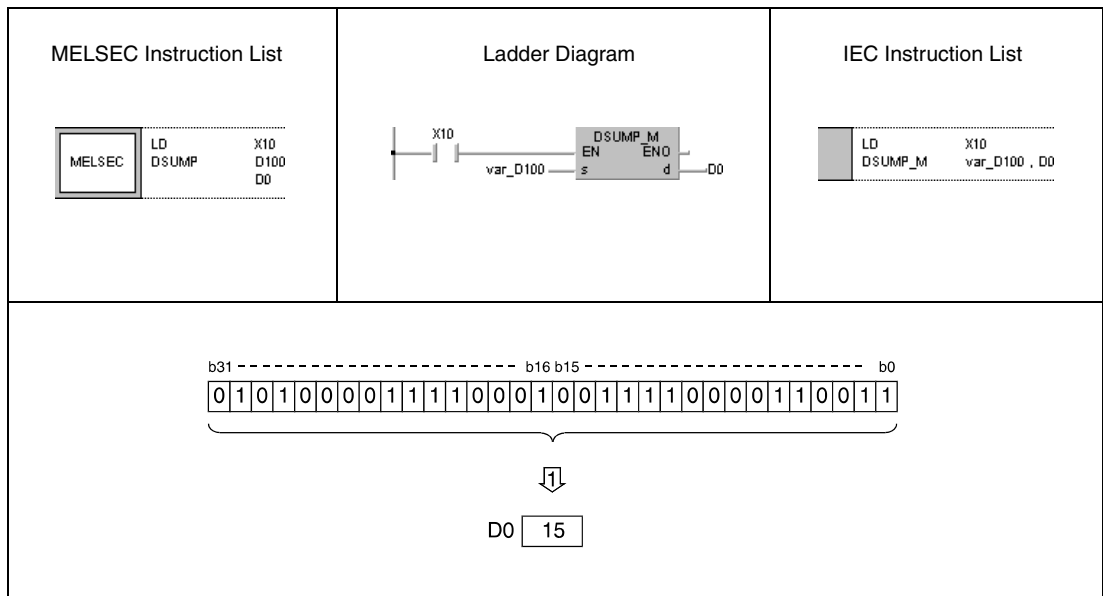 MELSEC Instruction List
Ladder Diagram
IEC Instruction List
MELSEC
LD X10
DSUMP D100
D0
X10
DSUMP_M
EN ENO
var_D100 s d D0
LD X10
DSUMP_M var_D100 , D0
b31 b16 b15 b0
0 1 0 1 0 0 0 0 1 1 1 1 0 0 0 1 0 0 1 1 1 1 0 0 0 0 1 1 0 0 1 1
1
D0 15